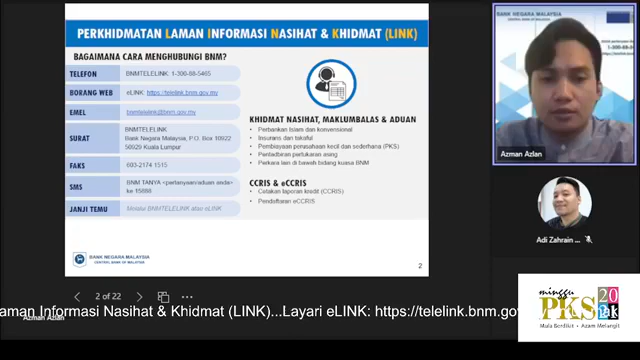 PERKHIDMATAN LAMAN INFORMASI NASIHAT & KHIDMAT (LINK)
BAGAIMANA CARA MENGHUBUNGI BNM?
TELEFON
BNMTELELINK: 1-300-88-5465
BORANG WEB
eLINK: https://telelink.bnm.gov.my
EMEL
bnmtelelink@bnm.gov.my
SURAT
BNMTELELINK
Bank Negara Malaysia, P.O. Box 10922
50929 Kuala Lumpur
FAKS
603-2174 1515
SMS
BNM TANYA <pertanyaan/aduan anda>
ke 15888
JANJI TEMU
Melalui BNMTELELINK atau eLINK
KHIDMAT NASIHAT, MAKLUMBALAS & ADUAN
• Perbankan Islam dan konvensional
• Insurans dan takaful
• Pembiayaan perusahaan kecil dan sederhana (PKS)
• Pentadbiran pertukaran asing
• Perkara lain di bawah bidang kuasa BNM
CCRIS & eCCRIS
• Cetakan laporan kredit (CCRIS)
• Pendaftaran eCCRIS
BANK NEGARA MALAYSIA
CENTRAL BANK OF MALAYSIA
2
2 of 22
BANK NEGARA MALAYSIA
Azman Azlan
Adi Zahrain ...
minggu
PKS
Mula Berdikit • Azam Melangit
aman Informasi Nasihat & Khidmat (LINK)...Layari eLINK: https://telelink.bnm.gov
Azman Azlan